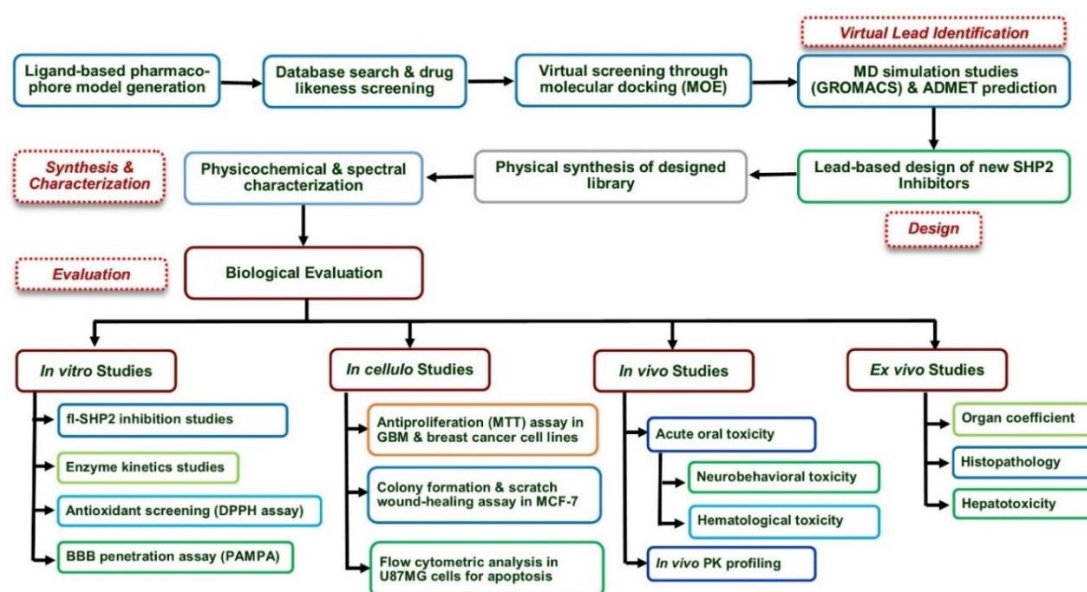 Virtual Lead Identification
Ligand-based pharmaco-
phore model generation
Database search & drug
likeness screening
Virtual screening through
molecular docking (MOE)
MD simulation studies
(GROMACS) & ADMET prediction
Synthesis &
Characterization
Physicochemical & spectral
characterization
Physical synthesis of designed
library
Lead-based design of new SHP2
Inhibitors
Design
Evaluation
Biological Evaluation
In vitro Studies
fl-SHP2 inhibition studies
Enzyme kinetics studies
Antioxidant screening (DPPH assay)
BBB penetration assay (PAMPA)
In cellulo Studies
Antiproliferation (MTT) assay in
GBM & breast cancer cell lines
Colony formation & scratch
wound-healing assay in MCF-7
Flow cytometric analysis in
U87MG cells for apoptosis
In vivo Studies
Acute oral toxicity
Neurobehavioral toxicity
Hematological toxicity
In vivo PK profiling
Ex vivo Studies
Organ coefficient
Histopathology
Hepatotoxicity